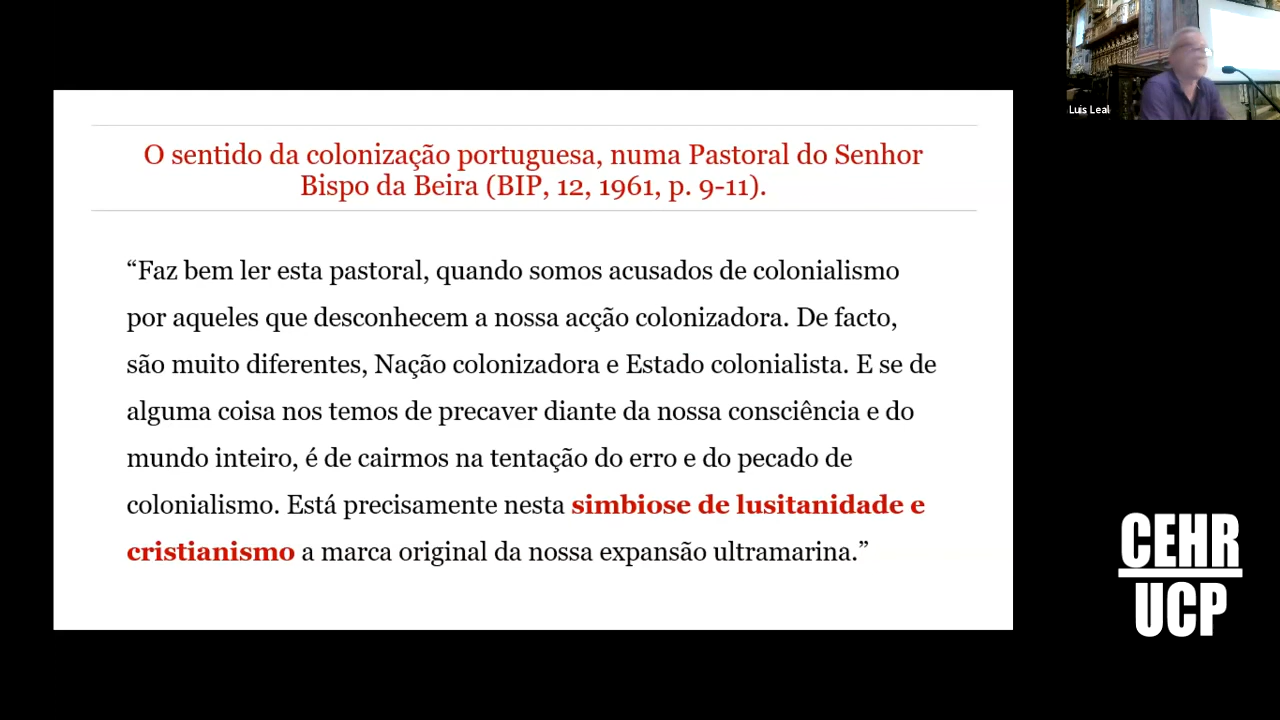 Luis Leal
O sentido da colonização portuguesa, numa Pastoral do Senhor
Bispo da Beira (BIP, 12, 1961, p. 9-11).
“Faz bem ler esta pastoral, quando somos acusados de colonialismo
por aqueles que desconhecem a nossa acção colonizadora. De facto,
são muito diferentes, Nação colonizadora e Estado colonialista. E se de
alguma coisa nos temos de precaver diante da nossa consciência e do
mundo inteiro, é de cairmos na tentação do erro e do pecado de
colonialismo. Está precisamente nesta simbiose de lusitanidade e
cristianismo a marca original da nossa expansão ultramarina.”
CEHR
UCP